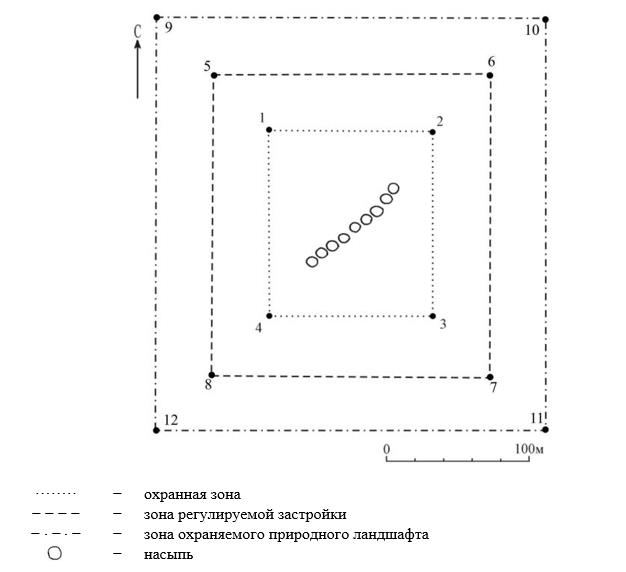 С
9
10
5
6
1
2
4
3
8
7
12
11
0 100м
– охранная зона
– зона регулируемой застройки
– зона охраняемого природного ландшафта
– насыпь